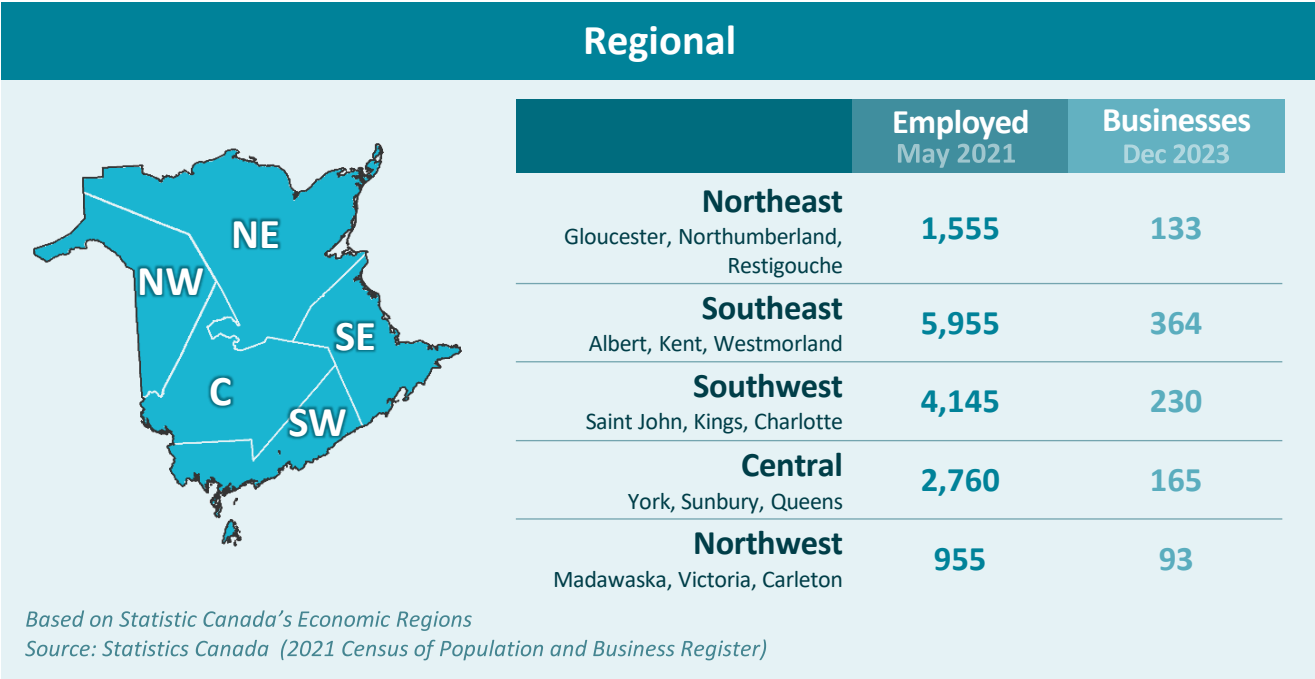 Regional
NE
NW
SE
C
SW
Employed
May 2021
Businesses
Dec 2023
Northeast
Gloucester, Northumberland,
Restigouche
1,555
133
Southeast
Albert, Kent, Westmorland
5,955
364
Southwest
Saint John, Kings, Charlotte
4,145
230
Central
York, Sunbury, Queens
2,760
165
Northwest
Madawaska, Victoria, Carleton
955
93
Based on Statistic Canada’s Economic Regions
Source: Statistics Canada  (2021 Census of Population and Business Register)